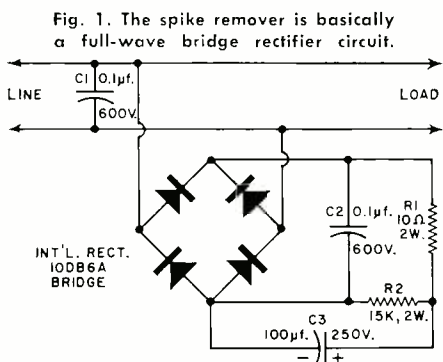 Fig. 1. The spike remover is basically
a full-wave bridge rectifier circuit.
C1
0.1µf.
LINE
LOAD
600V.
C2
0.1µf.
R1
10Ω
2W.
600V.
INT'L. RECT.
10DB6A
BRIDGE
R2
15K, 2W.
C3
100µf.
250V.
− +